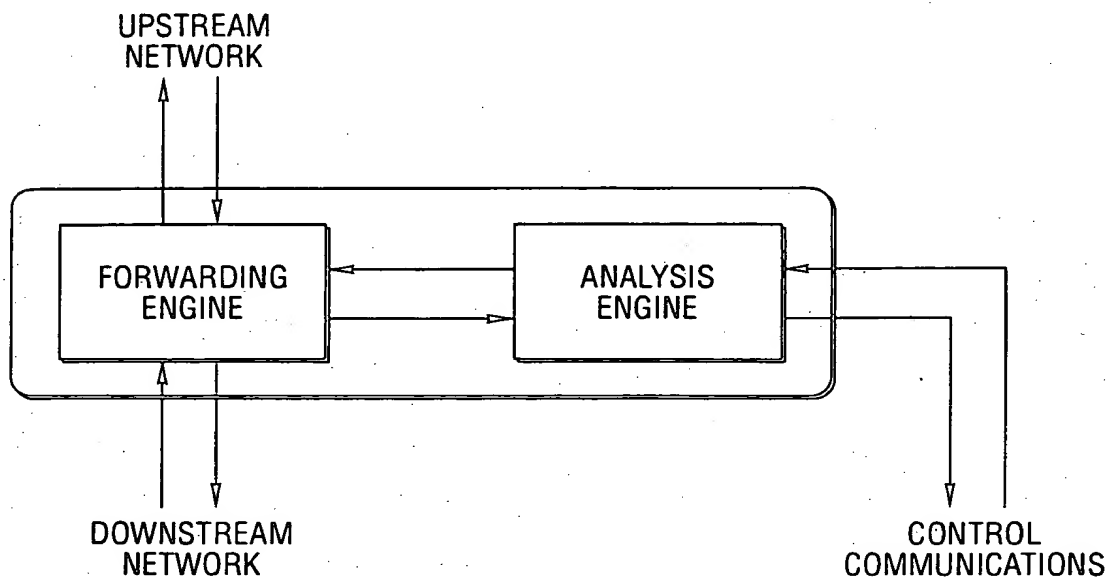 UPSTREAM
NETWORK
FORWARDING
ENGINE
ANALYSIS
ENGINE
DOWNSTREAM
NETWORK
CONTROL
COMMUNICATIONS